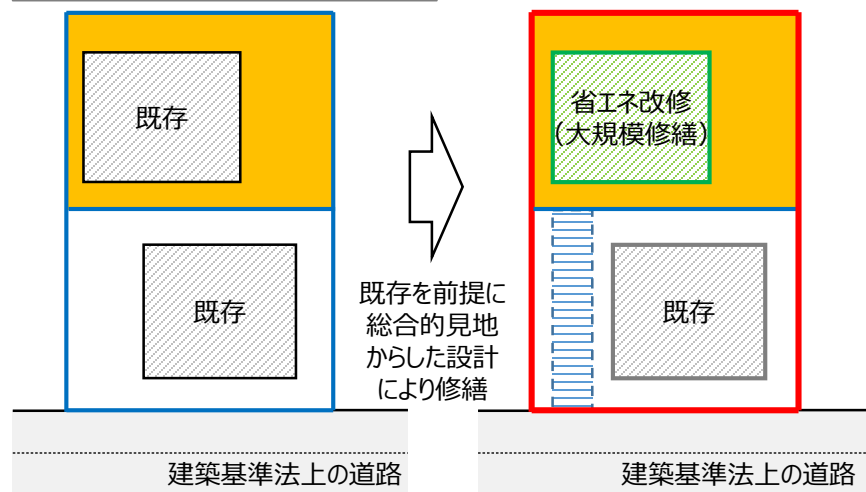 既存
既存
建築基準法上の道路
既存を前提に
総合的見地
からした設計
により修繕
省エネ改修
(大規模修繕)
既存
建築基準法上の道路